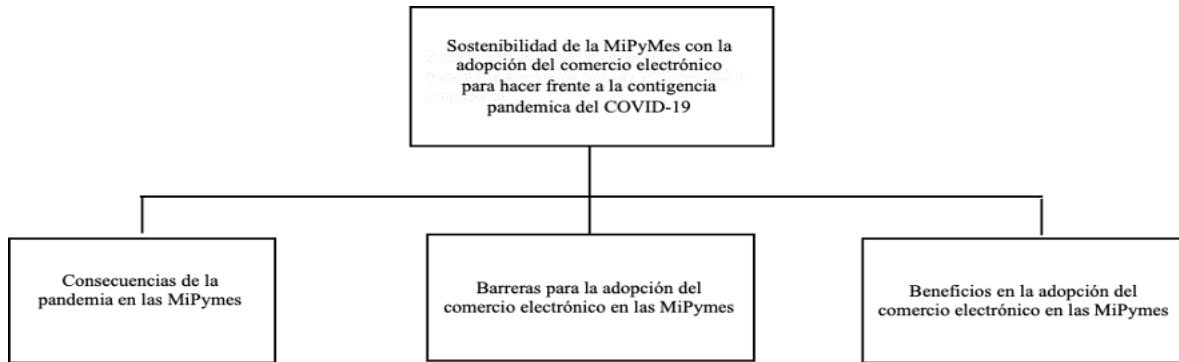 Sostenibilidad de la MiPyMes con la
adopción del comercio electrónico
para hacer frente a la contigencia
pandemica del COVID-19
Consecuencias de la
pandemia en las MiPymes
Barreras para la adopción del
comercio electrónico en las MiPymes
Beneficios en la adopción del
comercio electrónico en las MiPymes